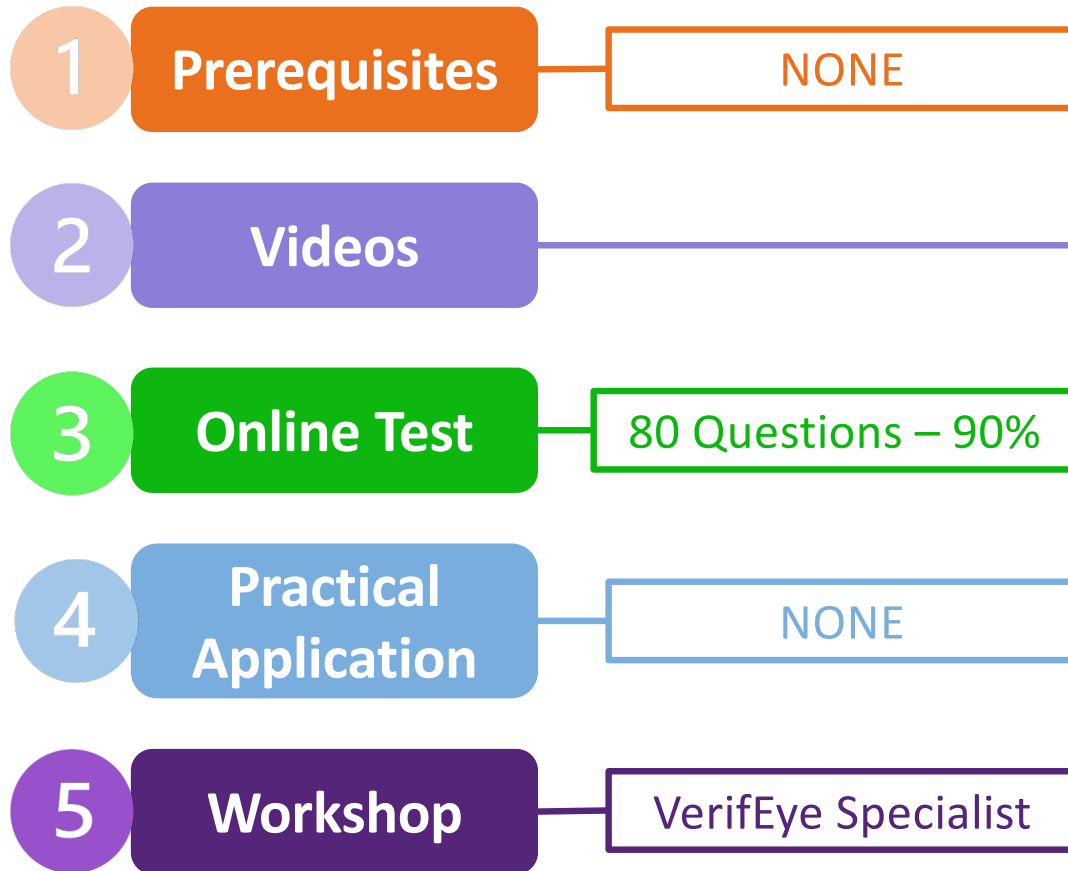 1 Prerequisites NONE
2 Videos
3 Online Test 80 Questions – 90%
4 Practical
Application NONE
5 Workshop VerifEye Specialist